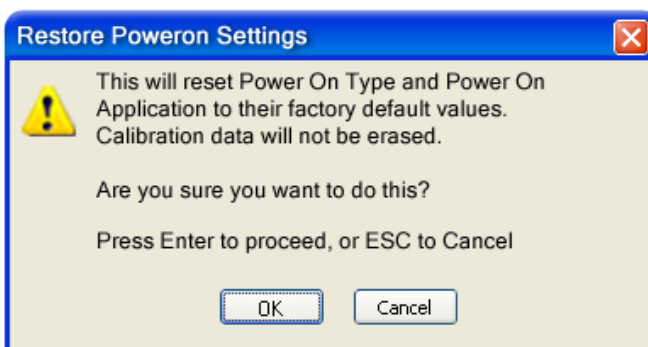 Restore Poweron Settings
This will reset Power On Type and Power On
Application to their factory default values.
Calibration data will not be erased.
Are you sure you want to do this?
Press Enter to proceed, or ESC to Cancel
OK
Cancel